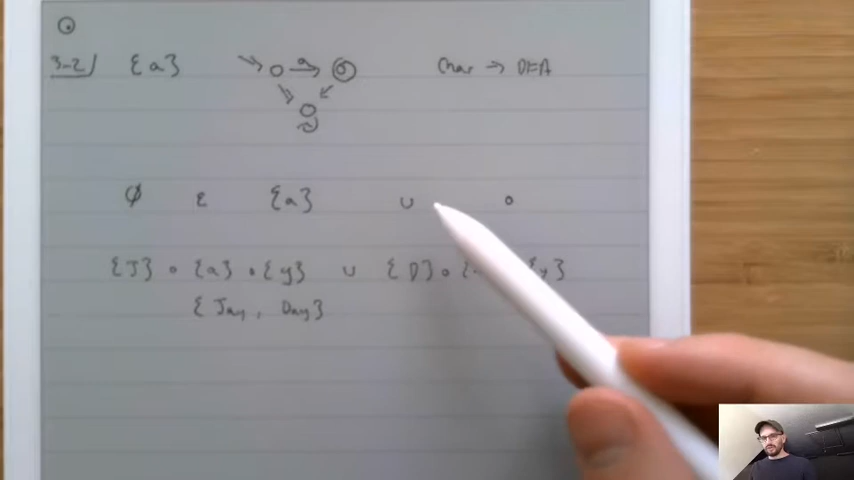 3-2/ {a} a Char → DFA
∅ ε {a} ∪ ∘
{J} ∘ {a} ∘ {y} ∪ {D} ∘ {y}
{Jay, Day}